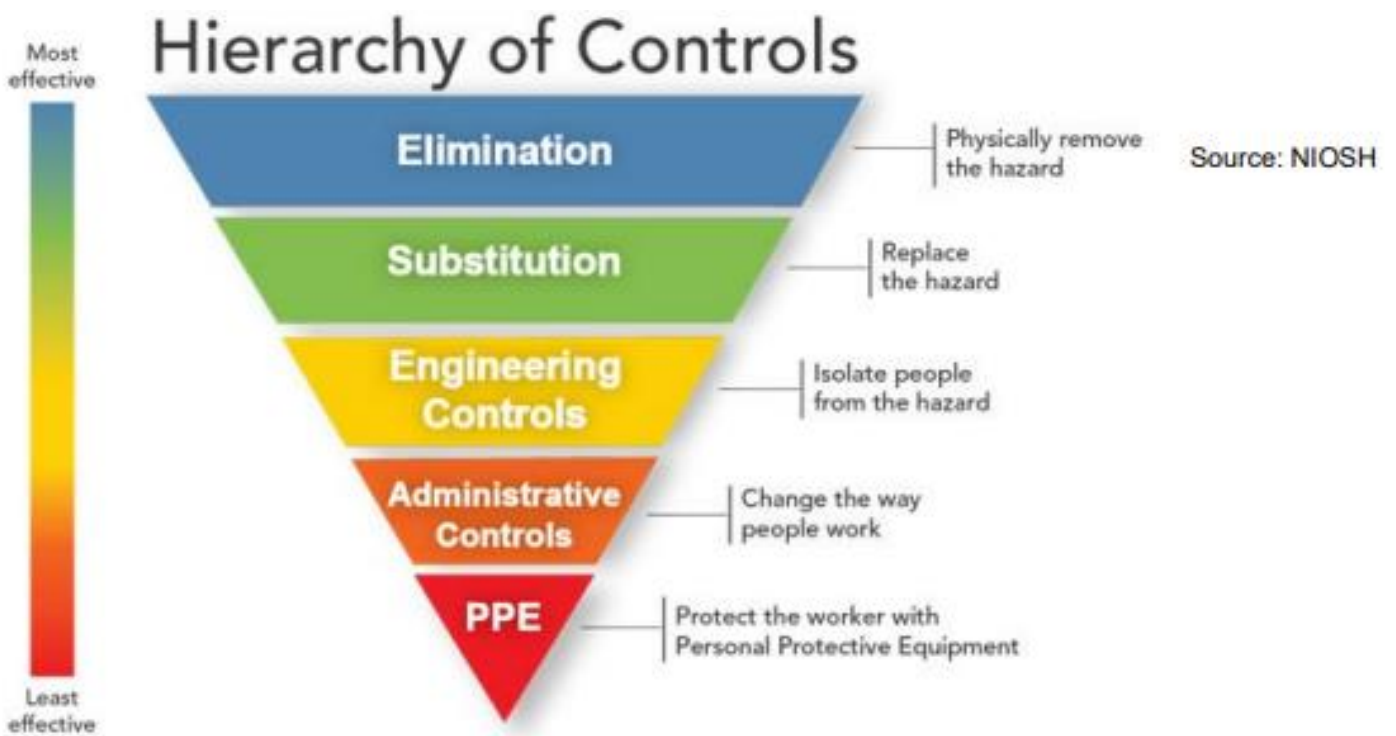 Hierarchy of Controls
Most
effective
Elimination
Physically remove
the hazard
Source: NIOSH
Substitution
Replace
the hazard
Engineering
Controls
Isolate people
from the hazard
Administrative
Controls
Change the way
people work
PPE
Protect the worker with
Personal Protective Equipment
Least
effective